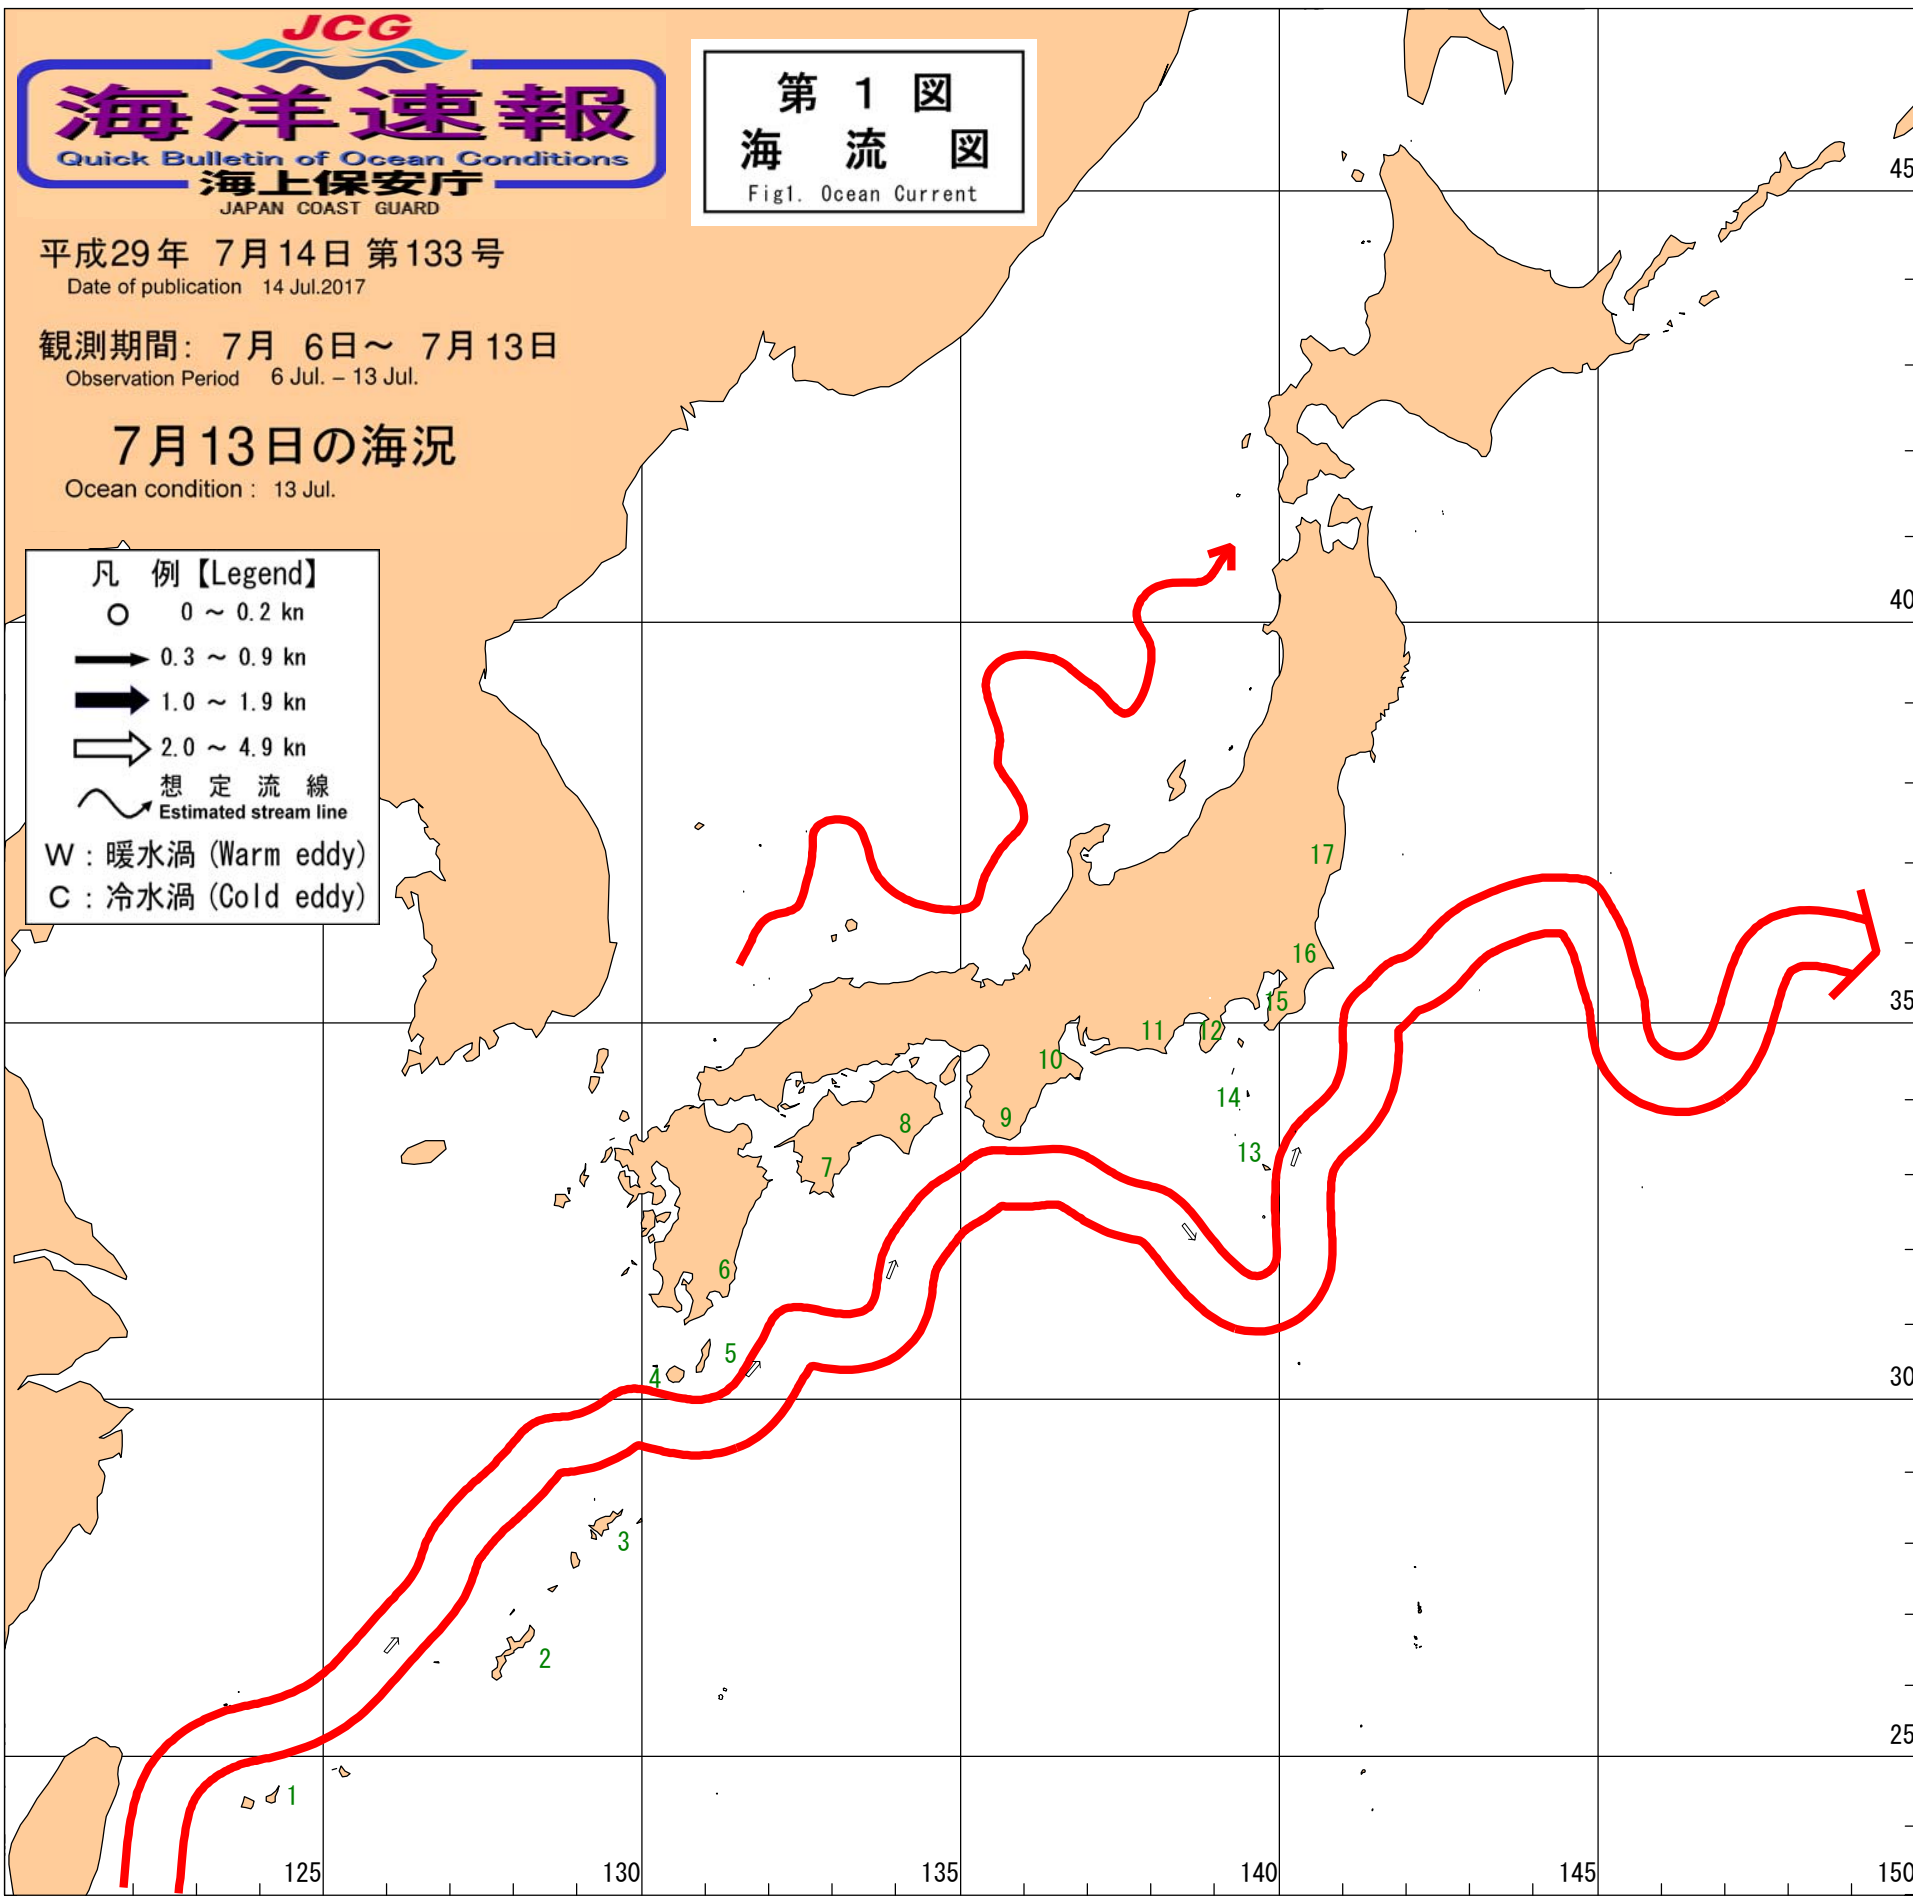 JCG
海洋速報
Quick Bulletin of Ocean Conditions
海上保安庁
JAPAN COAST GUARD
第 1 図
海 流 図
Fig1. Ocean Current
平成29年 7月14日 第133号
Date of publication 14 Jul.2017
観測期間: 7月 6日～ 7月13日
Observation Period 6 Jul. – 13 Jul.
7月13日の海況
Ocean condition : 13 Jul.
凡 例【Legend】
0 ～ 0.2 kn
0.3 ～ 0.9 kn
1.0 ～ 1.9 kn
2.0 ～ 4.9 kn
想 定 流 線
Estimated stream line
W : 暖水渦 (Warm eddy)
C : 冷水渦 (Cold eddy)
45
40
17
16
35
15
12
11
10
14
9
8
13
7
6
5
4
30
3
2
25
1
125
130
135
140
145
150